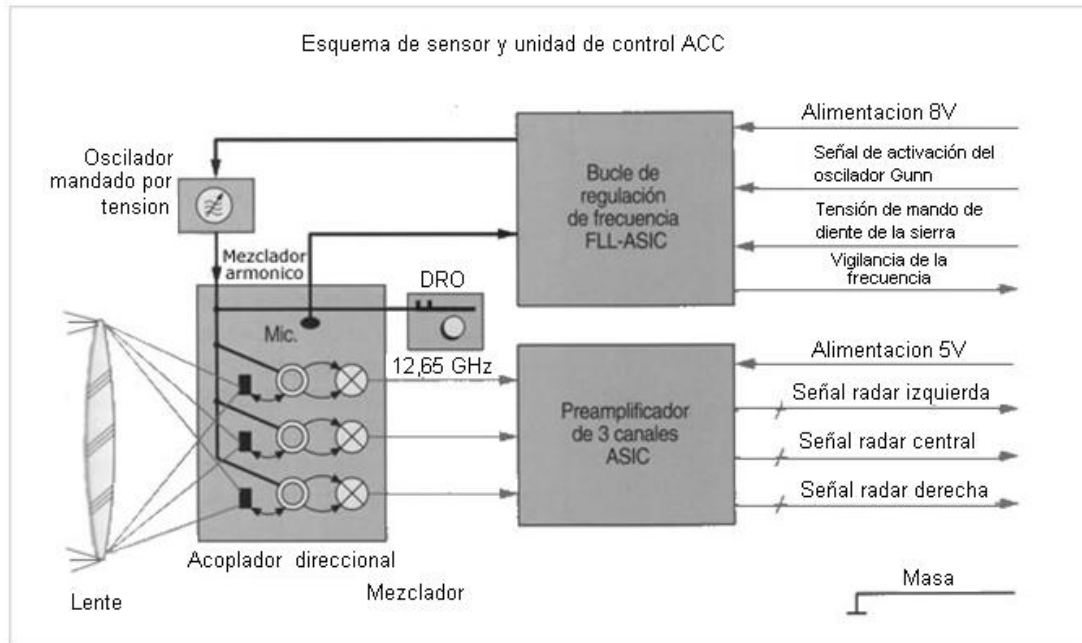 Esquema de sensor y unidad de control ACC
Oscilador
mandado por
tension
Mezclador
armonico
DRO
Mic.
12,65 GHz
Bucle de
regulación
de frecuencia
FLL-ASIC
Alimentacion 8V
Señal de activación del
oscilador Gunn
Tensión de mando de
diente de la sierra
Vigilancia de la
frecuencia
Preamplificador
de 3 canales
ASIC
Alimentacion 5V
Señal radar izquierda
Señal radar central
Señal radar derecha
Acoplador direccional
Lente
Mezclador
Masa